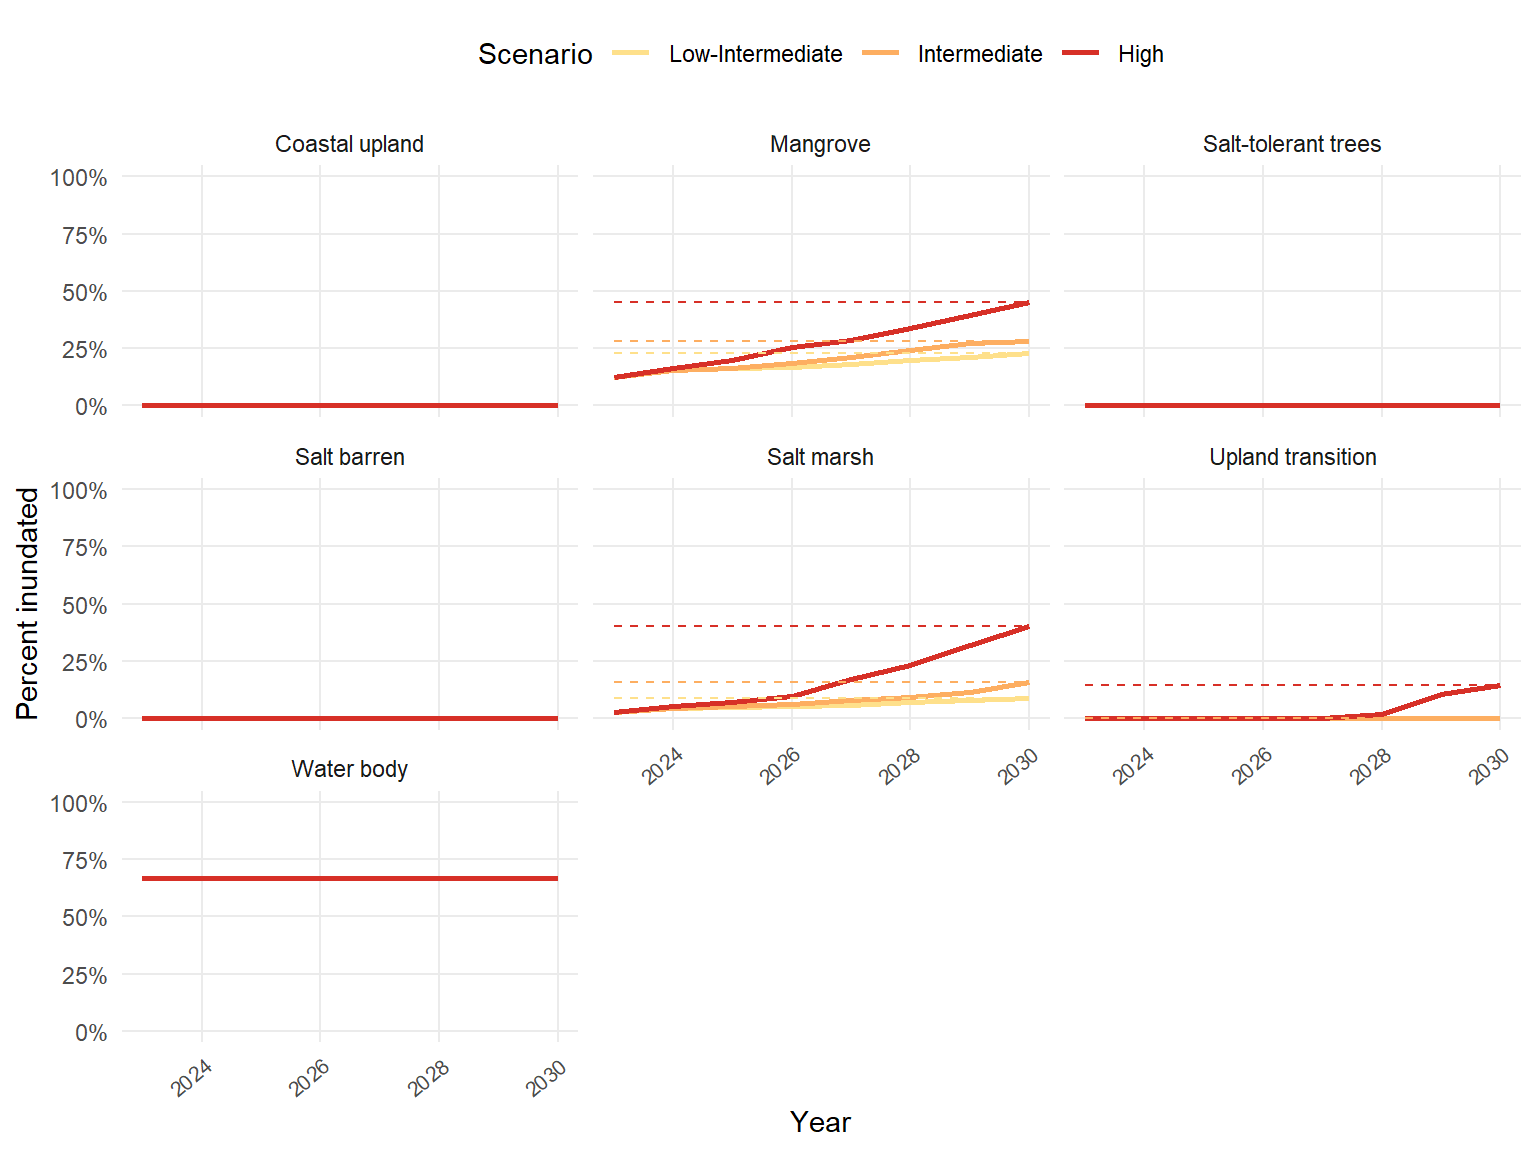 Scenario Low-Intermediate Intermediate High
Coastal upland Mangrove Salt-tolerant trees
100%
75%
50%
25%
0%
Salt barren Salt marsh Upland transition
100%
75%
50%
25%
0%
2024 2026 2028 2030 2024 2026 2028 2030
Water body
100%
75%
50%
25%
0%
2024 2026 2028 2030
Percent inundated
Year